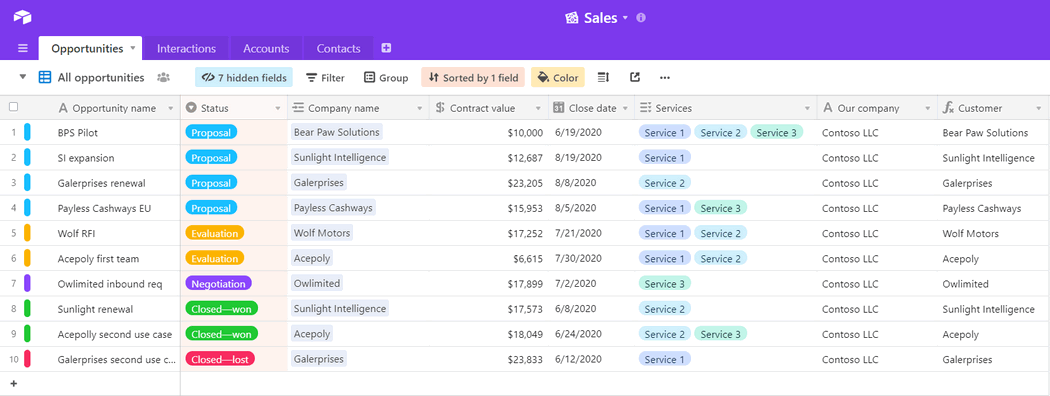 Sales
Opportunities Interactions Accounts Contacts
All opportunities 7 hidden fields Filter Group Sorted by 1 field Color
Opportunity name Status Company name Contract value Close date Services Our company Customer
1 BPS Pilot Proposal Bear Paw Solutions $10,000 6/19/2020 Service 1 Service 2 Service 3 Contoso LLC Bear Paw Solutions
2 SI expansion Proposal Sunlight Intelligence $12,687 8/19/2020 Service 1 Contoso LLC Sunlight Intelligence
3 Galerprises renewal Proposal Galerprises $23,205 8/8/2020 Service 2 Contoso LLC Galerprises
4 Payless Cashways EU Proposal Payless Cashways $15,953 8/5/2020 Service 1 Service 3 Contoso LLC Payless Cashways
5 Wolf RFI Evaluation Wolf Motors $17,252 7/21/2020 Service 1 Service 2 Contoso LLC Wolf Motors
6 Acepoly first team Evaluation Acepoly $6,615 7/30/2020 Service 1 Service 2 Contoso LLC Acepoly
7 Owlimited inbound req Negotiation Owlimited $17,899 7/2/2020 Service 3 Contoso LLC Owlimited
8 Sunlight renewal Closed—won Sunlight Intelligence $17,573 6/8/2020 Service 2 Contoso LLC Sunlight Intelligence
9 Acepolly second use case Closed—won Acepoly $18,049 6/24/2020 Service 2 Service 3 Contoso LLC Acepoly
10 Galerprises second use c... Closed—lost Galerprises $23,833 6/12/2020 Service 1 Contoso LLC Galerprises